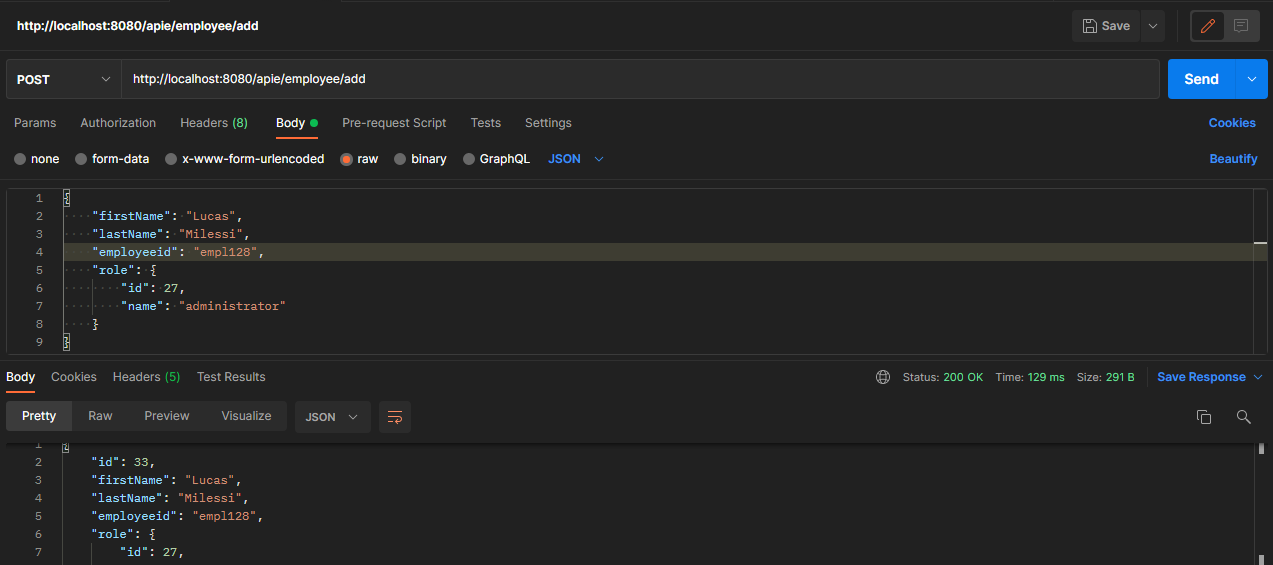 http://localhost:8080/apie/employee/add
Save
POST
http://localhost:8080/apie/employee/add
Send
Params Authorization Headers (8) Body Pre-request Script Tests Settings Cookies
none form-data x-www-form-urlencoded raw binary GraphQL JSON Beautify
1 {
2 "firstName": "Lucas",
3 "lastName": "Milessi",
4 "employeeid": "empl128",
5 "role": {
6 "id": 27,
7 "name": "administrator"
8 }
9 }
Body Cookies Headers (5) Test Results Status: 200 OK Time: 129 ms Size: 291 B Save Response
Pretty Raw Preview Visualize JSON
1 {
2 "id": 33,
3 "firstName": "Lucas",
4 "lastName": "Milessi",
5 "employeeid": "empl128",
6 "role": {
7 "id": 27,